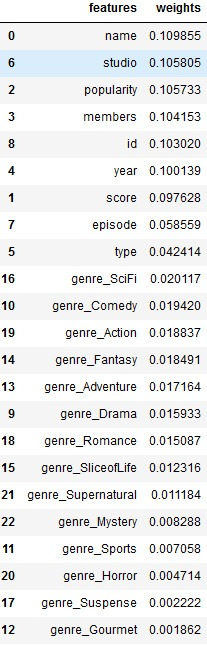 features weights
0 name 0.109855
6 studio 0.105805
2 popularity 0.105733
3 members 0.104153
8 id 0.103020
4 year 0.100139
1 score 0.097628
7 episode 0.058559
5 type 0.042414
16 genre_SciFi 0.020117
10 genre_Comedy 0.019420
19 genre_Action 0.018837
14 genre_Fantasy 0.018491
13 genre_Adventure 0.017164
9 genre_Drama 0.015933
18 genre_Romance 0.015087
15 genre_SliceofLife 0.012316
21 genre_Supernatural 0.011184
22 genre_Mystery 0.008288
11 genre_Sports 0.007058
20 genre_Horror 0.004714
17 genre_Suspense 0.002222
12 genre_Gourmet 0.001862